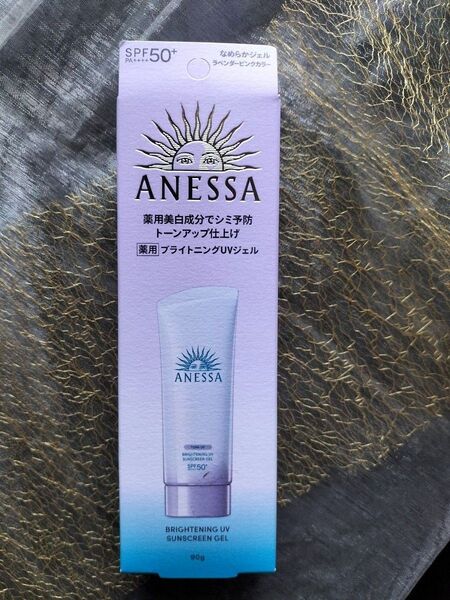 SPF50+
PA++++
なめらかジェル
ラベンダーピンクカラー
ANESSA
薬用美白成分でシミ予防
トーンアップ仕上げ
薬用 ブライトニングUVジェル
ANESSA
TONE UP
BRIGHTENING UV
SUNSCREEN GEL
SPF50+
BRIGHTENING UV
SUNSCREEN GEL
90g